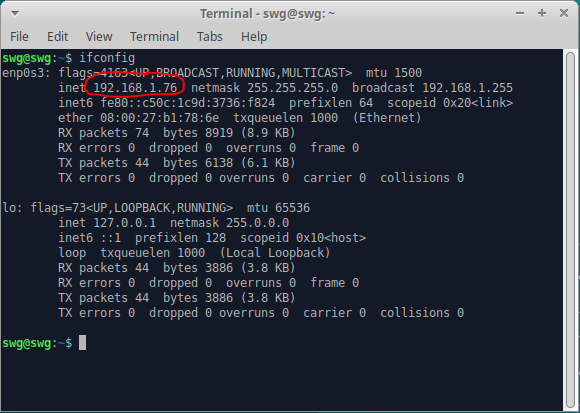 Terminal - swg@swg: ~
File Edit View Terminal Tabs Help
swg@swg:~$ ifconfig
enp0s3: flags=4163<UP,BROADCAST,RUNNING,MULTICAST>  mtu 1500
        inet 192.168.1.76  netmask 255.255.255.0  broadcast 192.168.1.255
        inet6 fe80::c50c:1c9d:3736:f824  prefixlen 64  scopeid 0x20<link>
        ether 08:00:27:b1:78:6e  txqueuelen 1000  (Ethernet)
        RX packets 74  bytes 8919 (8.9 KB)
        RX errors 0  dropped 0  overruns 0  frame 0
        TX packets 44  bytes 6138 (6.1 KB)
        TX errors 0  dropped 0 overruns 0  carrier 0  collisions 0
lo: flags=73<UP,LOOPBACK,RUNNING>  mtu 65536
        inet 127.0.0.1  netmask 255.0.0.0
        inet6 ::1  prefixlen 128  scopeid 0x10<host>
        loop  txqueuelen 1000  (Local Loopback)
        RX packets 44  bytes 3886 (3.8 KB)
        RX errors 0  dropped 0  overruns 0  frame 0
        TX packets 44  bytes 3886 (3.8 KB)
        TX errors 0  dropped 0 overruns 0  carrier 0  collisions 0
swg@swg:~$